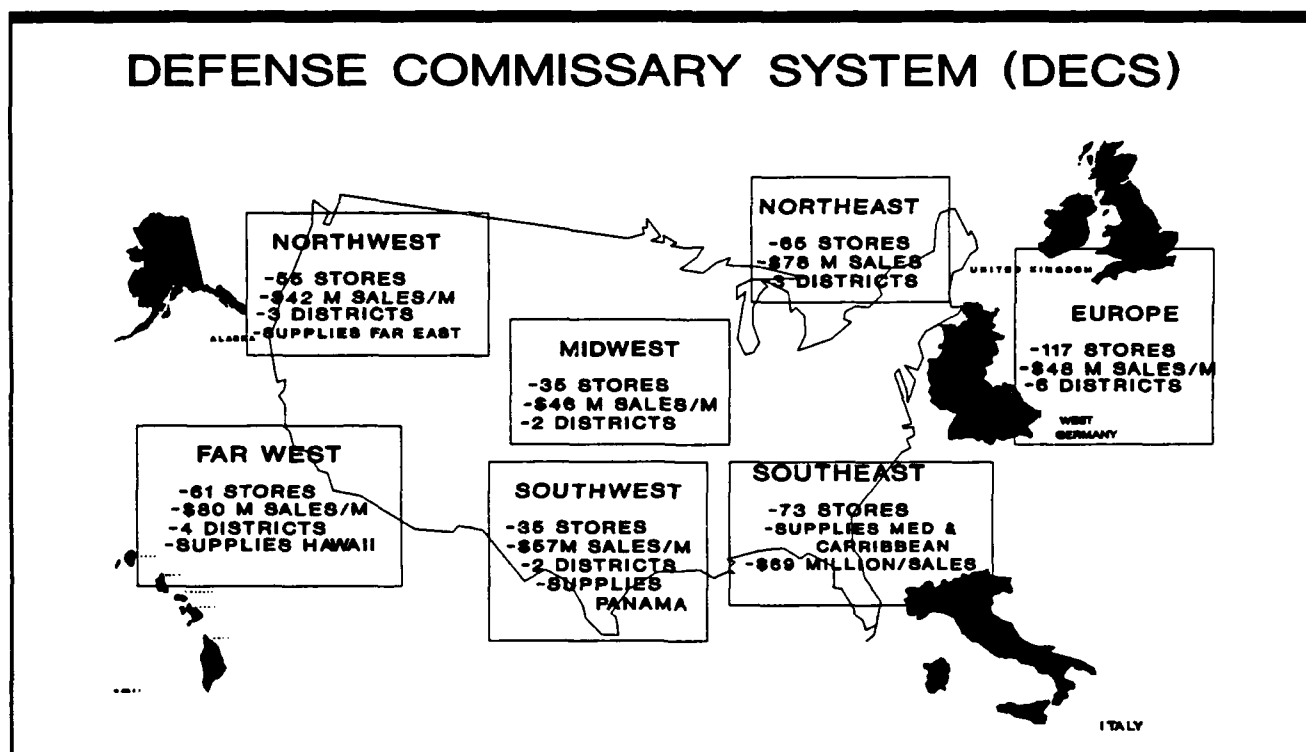 DEFENSE COMMISSARY SYSTEM (DECS)
NORTHWEST
-55 STORES
-$42 M SALES/M
-3 DISTRICTS
-SUPPLIES FAR EAST
ALASKA
NORTHEAST
-65 STORES
-$78 M SALES
-3 DISTRICTS
UNITED KINGDOM
EUROPE
-117 STORES
-$48 M SALES/M
-6 DISTRICTS
WEST
GERMANY
MIDWEST
-35 STORES
-$46 M SALES/M
-2 DISTRICTS
FAR WEST
-61 STORES
-$80 M SALES/M
-4 DISTRICTS
-SUPPLIES HAWAII
SOUTHWEST
-35 STORES
-$57M SALES/M
-2 DISTRICTS
-SUPPLIES
PANAMA
SOUTHEAST
-73 STORES
-SUPPLIES MED &
CARRIBBEAN
-$69 MILLION/SALES
ITALY